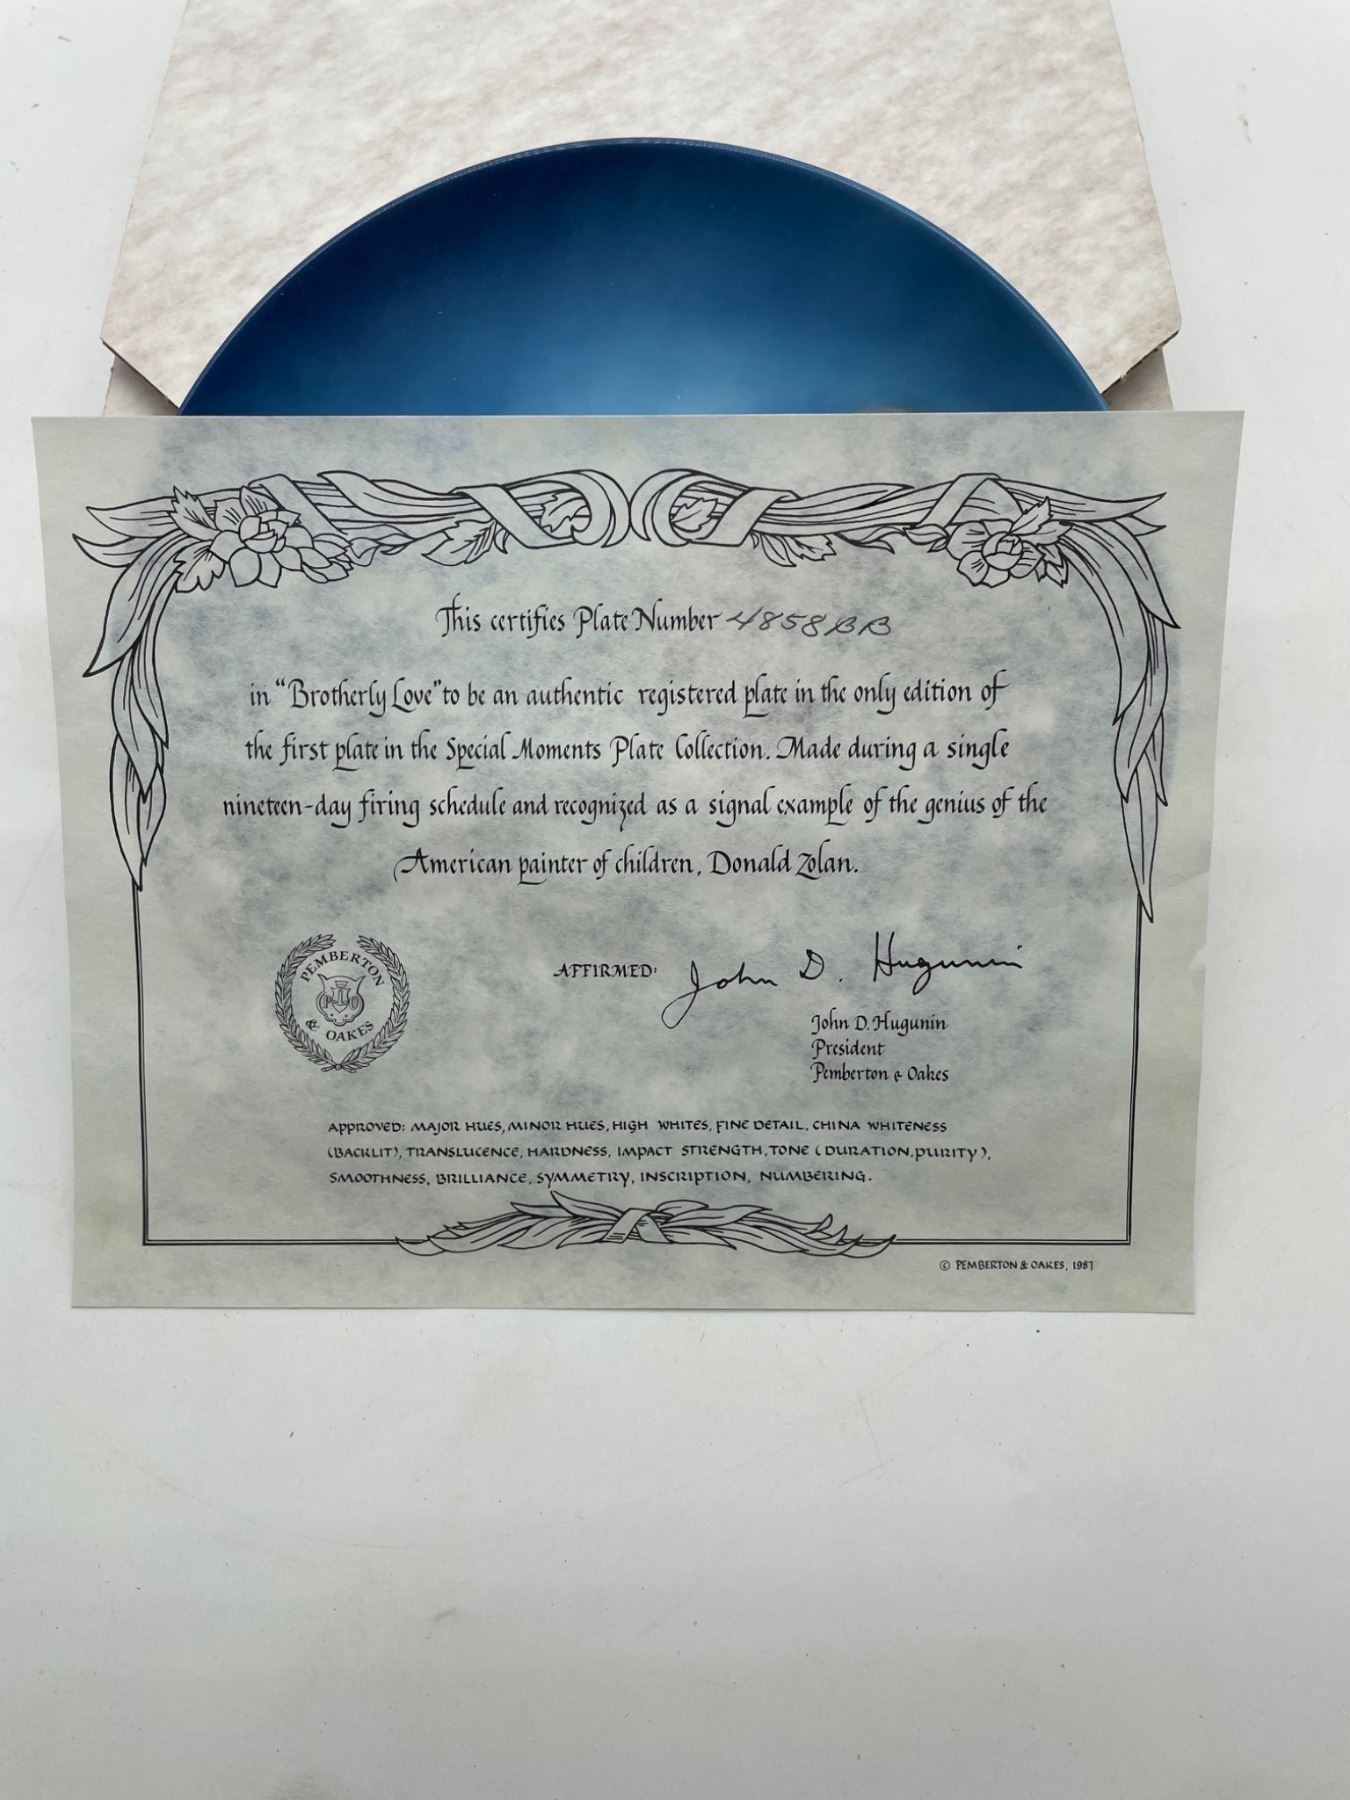 This certifies Plate Number 4858BB
in "Brotherly Love" to be an authentic registered plate in the only edition of
the first plate in the Special Moments Plate Collection. Made during a single
nineteen-day firing schedule and recognized as a signal example of the genius of the
American painter of children, Donald Zolan.
PEMBERTON
P&O
& OAKES
AFFIRMED: John D. Hugunin
John D. Hugunin
President
Pemberton & Oakes
APPROVED: MAJOR HUES, MINOR HUES, HIGH WHITES, FINE DETAIL, CHINA WHITENESS
(BACKLIT), TRANSLUCENCE, HARDNESS, IMPACT STRENGTH, TONE (DURATION, PURITY),
SMOOTHNESS, BRILLIANCE, SYMMETRY, INSCRIPTION, NUMBERING.
© PEMBERTON & OAKES, 1987